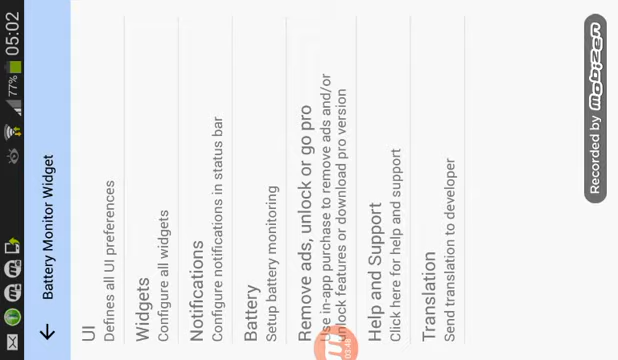 77% 05:02
Battery Monitor Widget
UI
Defines all UI preferences
Widgets
Configure all widgets
Notifications
Configure notifications in status bar
Battery
Setup battery monitoring
Remove ads, unlock or go pro
Use in-app purchase to remove ads and/or
unlock features or download pro version
Help and Support
Click here for help and support
Translation
Send translation to developer
Recorded by Mobizen